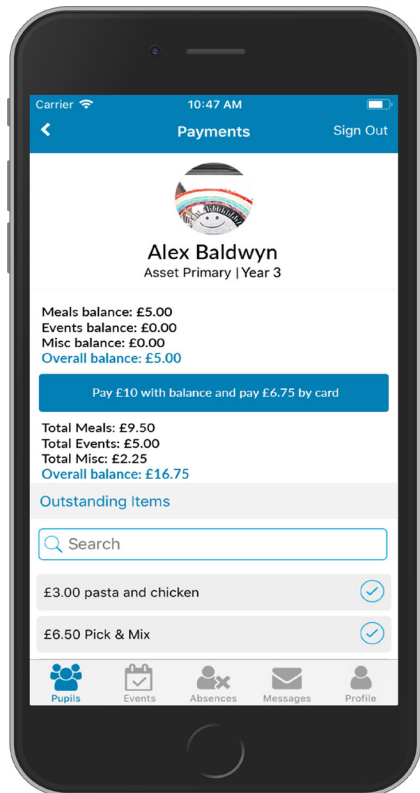 Carrier 10:47 AM
Payments Sign Out
Alex Baldwyn
Asset Primary | Year 3
Meals balance: £5.00
Events balance: £0.00
Misc balance: £0.00
Overall balance: £5.00
Pay £10 with balance and pay £6.75 by card
Total Meals: £9.50
Total Events: £5.00
Total Misc: £2.25
Overall balance: £16.75
Outstanding Items
Search
£3.00 pasta and chicken
£6.50 Pick & Mix
Pupils Events Absences Messages Profile